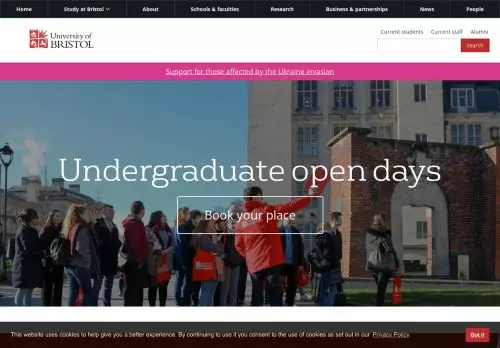 Home Study at Bristol About Schools & faculties Research Business & partnerships News People
University of
BRISTOL
Current students Current staff Alumni
Search
Support for those affected by the Ukraine invasion
Undergraduate open days
Book your place
This website uses cookies to help give you a better experience. By continuing to use it you consent to the use of cookies as set out in our Privacy Policy Got it